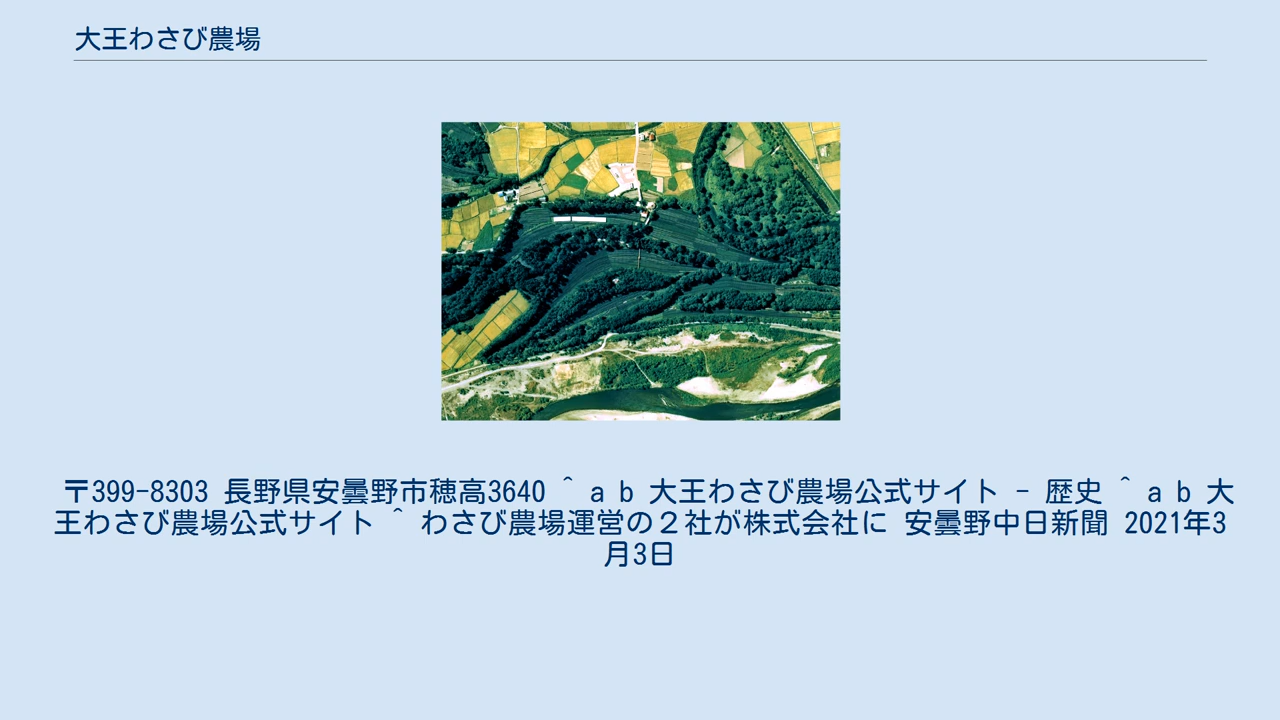 大王わさび農場
〒399-8303 長野県安曇野市穂高3640 ^ a b 大王わさび農場公式サイト - 歴史 ^ a b 大
王わさび農場公式サイト ^ わさび農場運営の２社が株式会社に 安曇野中日新聞 2021年3
月3日